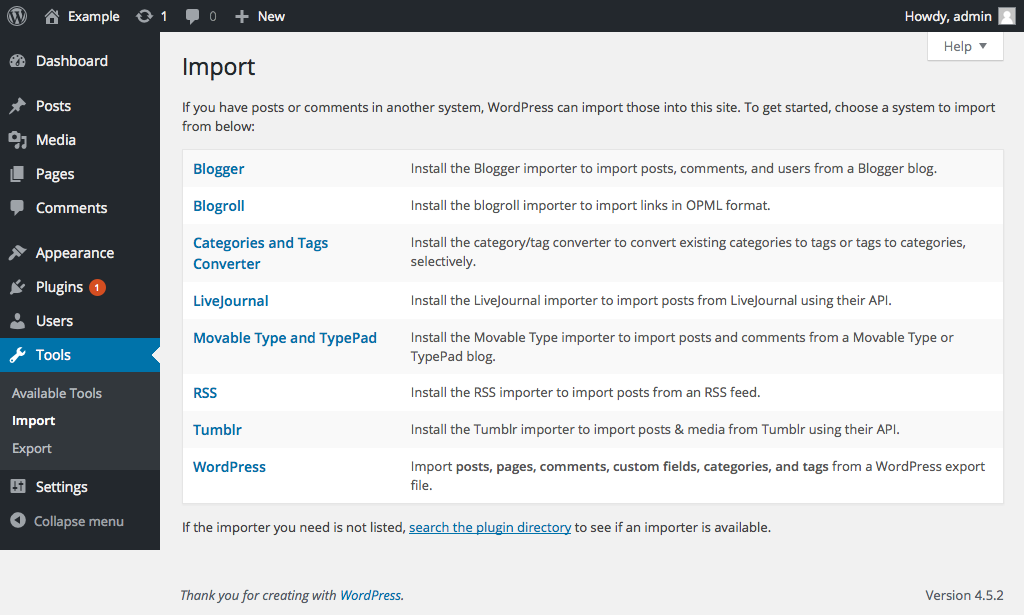 Example 1 0 New Howdy, admin
Help
Dashboard
Posts
Media
Pages
Comments
Appearance
Plugins 1
Users
Tools
Available Tools
Import
Export
Settings
Collapse menu
Import
If you have posts or comments in another system, WordPress can import those into this site. To get started, choose a system to import
from below:
Blogger Install the Blogger importer to import posts, comments, and users from a Blogger blog.
Blogroll Install the blogroll importer to import links in OPML format.
Categories and Tags Install the category/tag converter to convert existing categories to tags or tags to categories,
Converter selectively.
LiveJournal Install the LiveJournal importer to import posts from LiveJournal using their API.
Movable Type and TypePad Install the Movable Type importer to import posts and comments from a Movable Type or
TypePad blog.
RSS Install the RSS importer to import posts from an RSS feed.
Tumblr Install the Tumblr importer to import posts & media from Tumblr using their API.
WordPress Import posts, pages, comments, custom fields, categories, and tags from a WordPress export
file.
If the importer you need is not listed, search the plugin directory to see if an importer is available.
Thank you for creating with WordPress. Version 4.5.2